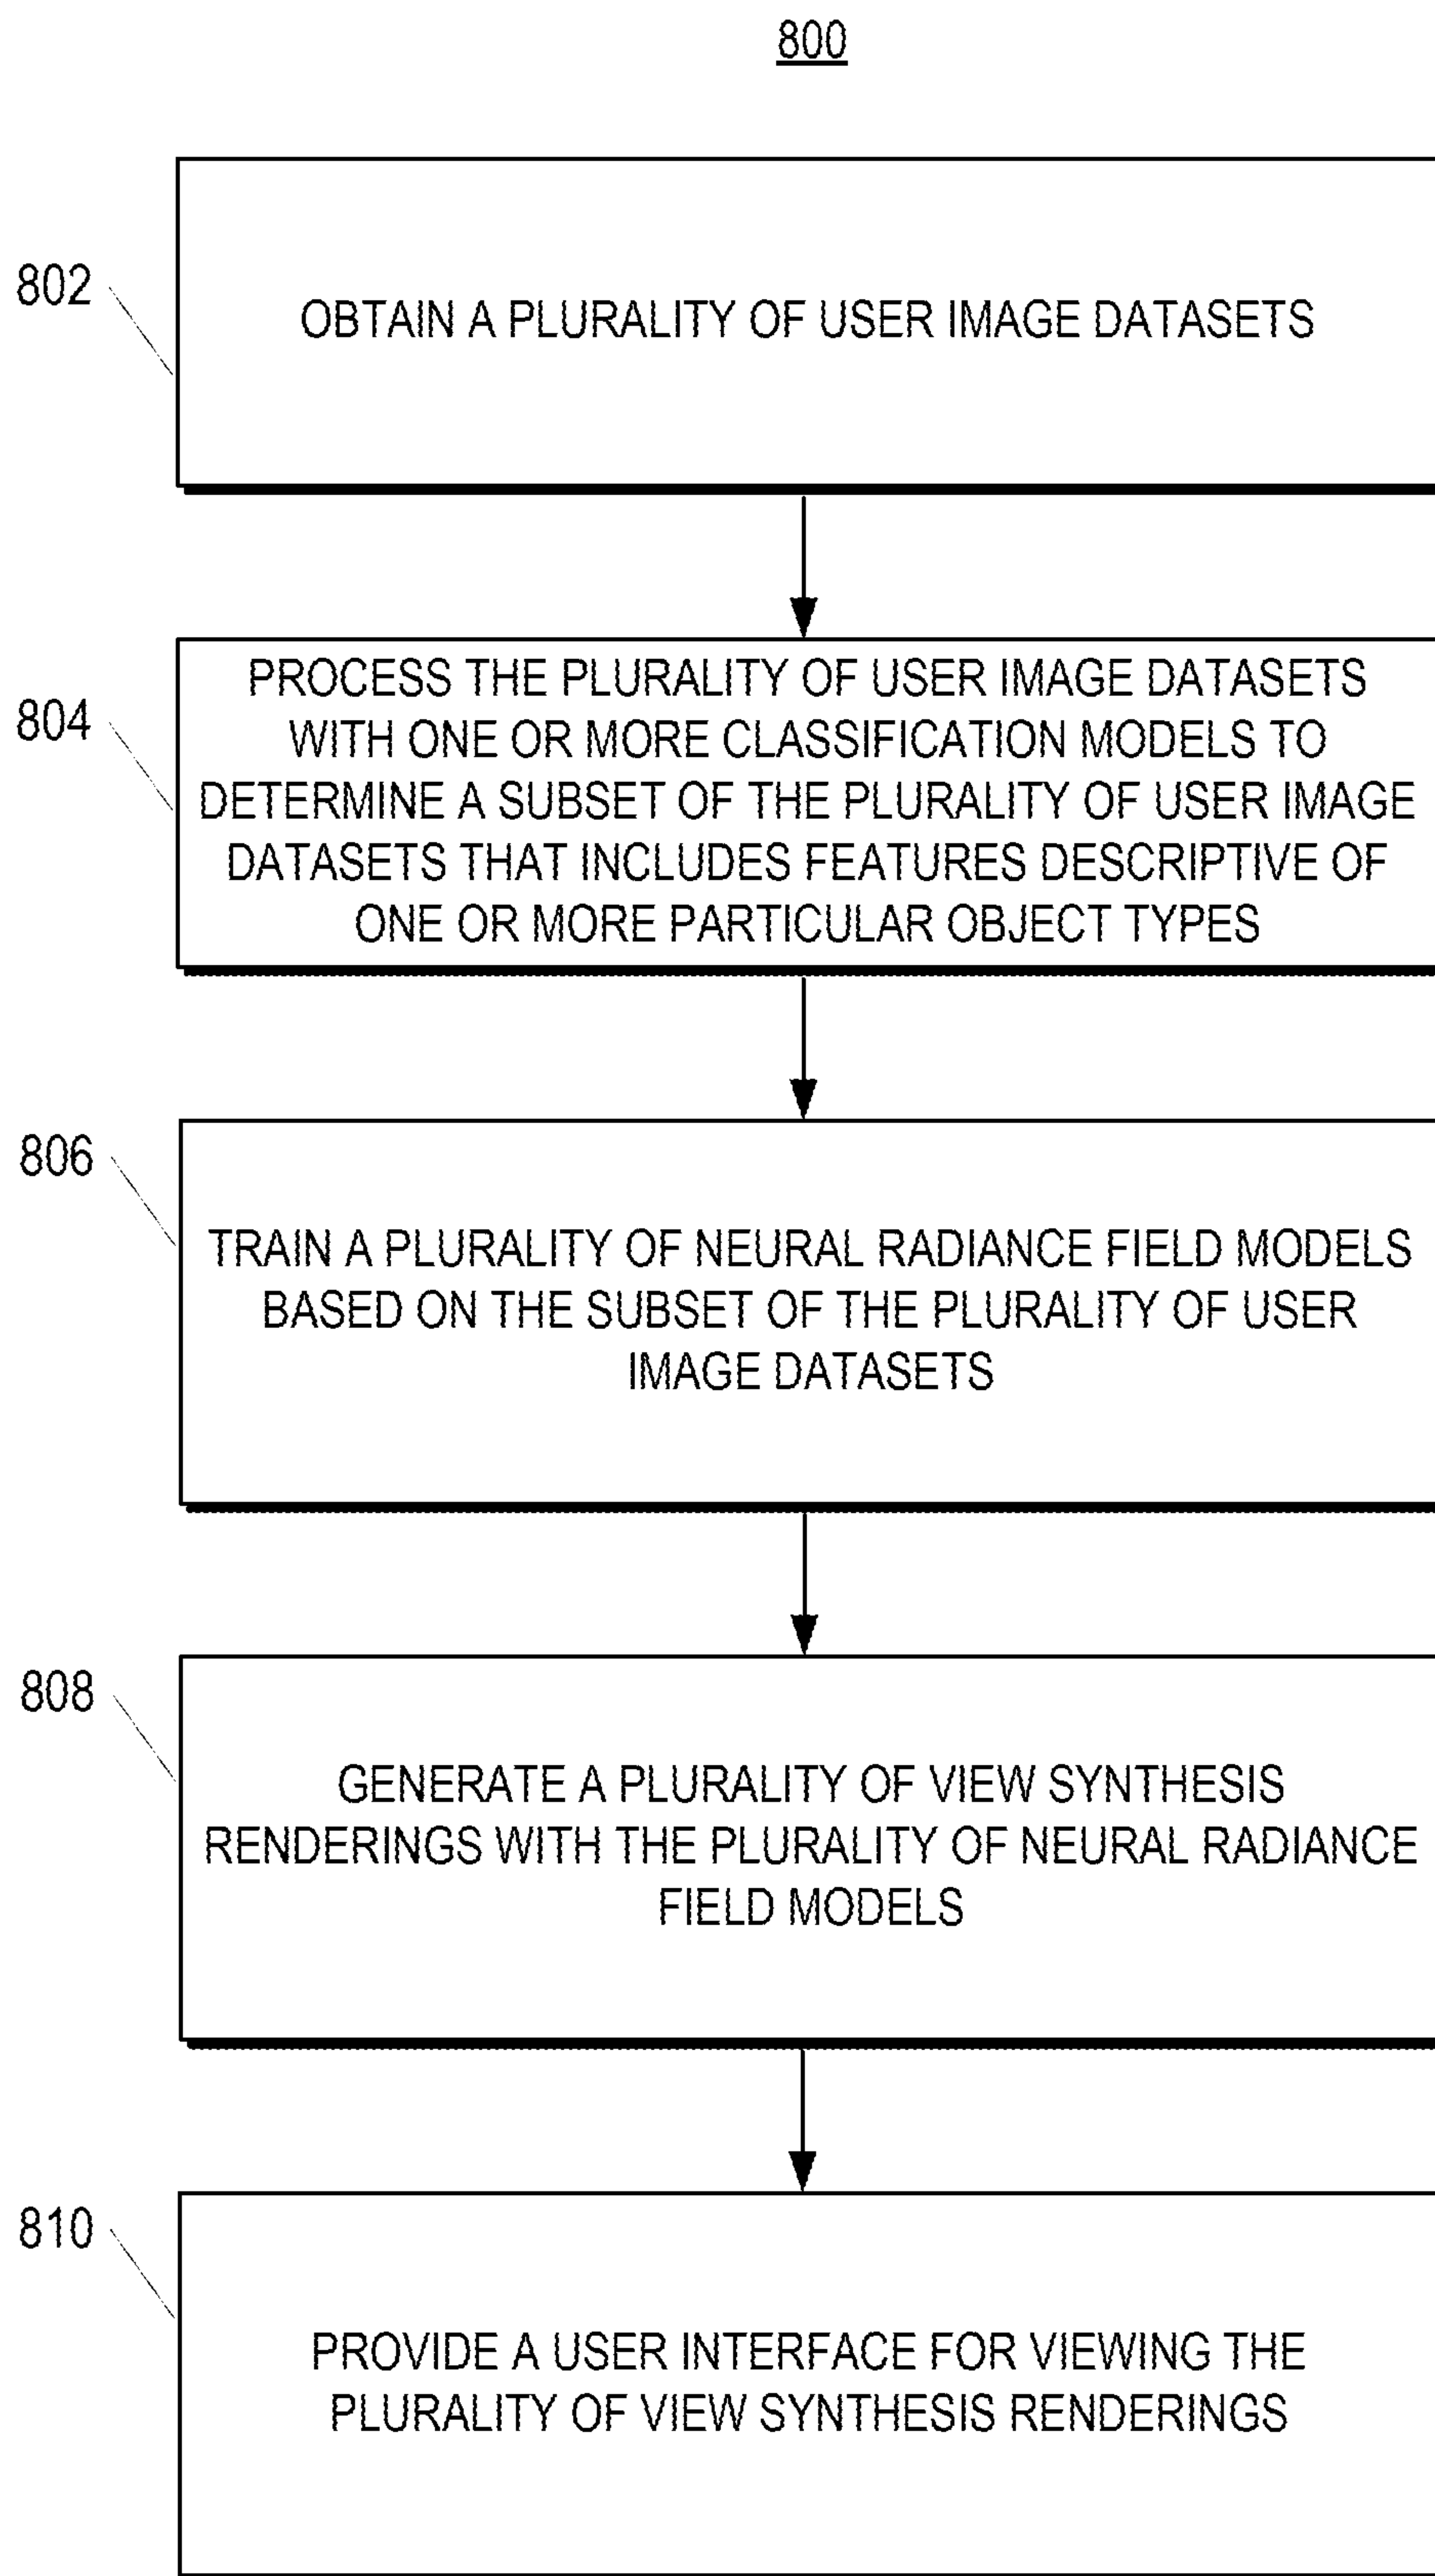 800
802
OBTAIN A PLURALITY OF USER IMAGE DATASETS
804
PROCESS THE PLURALITY OF USER IMAGE DATASETS
WITH ONE OR MORE CLASSIFICATION MODELS TO
DETERMINE A SUBSET OF THE PLURALITY OF USER IMAGE
DATASETS THAT INCLUDES FEATURES DESCRIPTIVE OF
ONE OR MORE PARTICULAR OBJECT TYPES
806
TRAIN A PLURALITY OF NEURAL RADIANCE FIELD MODELS
BASED ON THE SUBSET OF THE PLURALITY OF USER
IMAGE DATASETS
808
GENERATE A PLURALITY OF VIEW SYNTHESIS
RENDERINGS WITH THE PLURALITY OF NEURAL RADIANCE
FIELD MODELS
810
PROVIDE A USER INTERFACE FOR VIEWING THE
PLURALITY OF VIEW SYNTHESIS RENDERINGS